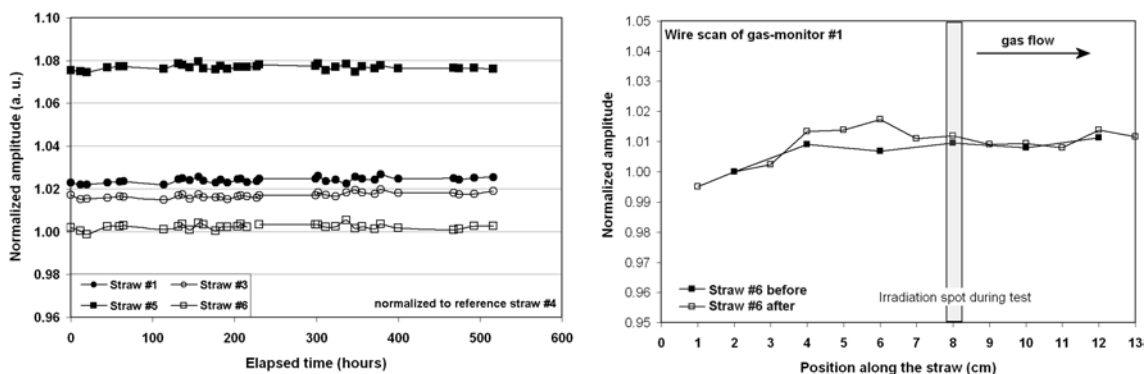 Normalized amplitude (a. u.)
1.10
1.08
1.06
1.04
1.02
1.00
0.98
0.96
Straw #1
Straw #3
Straw #5
Straw #6
normalized to reference straw #4
0 100 200 300 400 500 600
Elapsed time (hours)
Normalized amplitude
1.05
1.04
1.03
1.02
1.01
1.00
0.99
0.98
0.97
0.96
0.95
Wire scan of gas-monitor #1
gas flow
Straw #6 before
Straw #6 after
Irradiation spot during test
0 1 2 3 4 5 6 7 8 9 10 11 12 13
Position along the straw (cm)